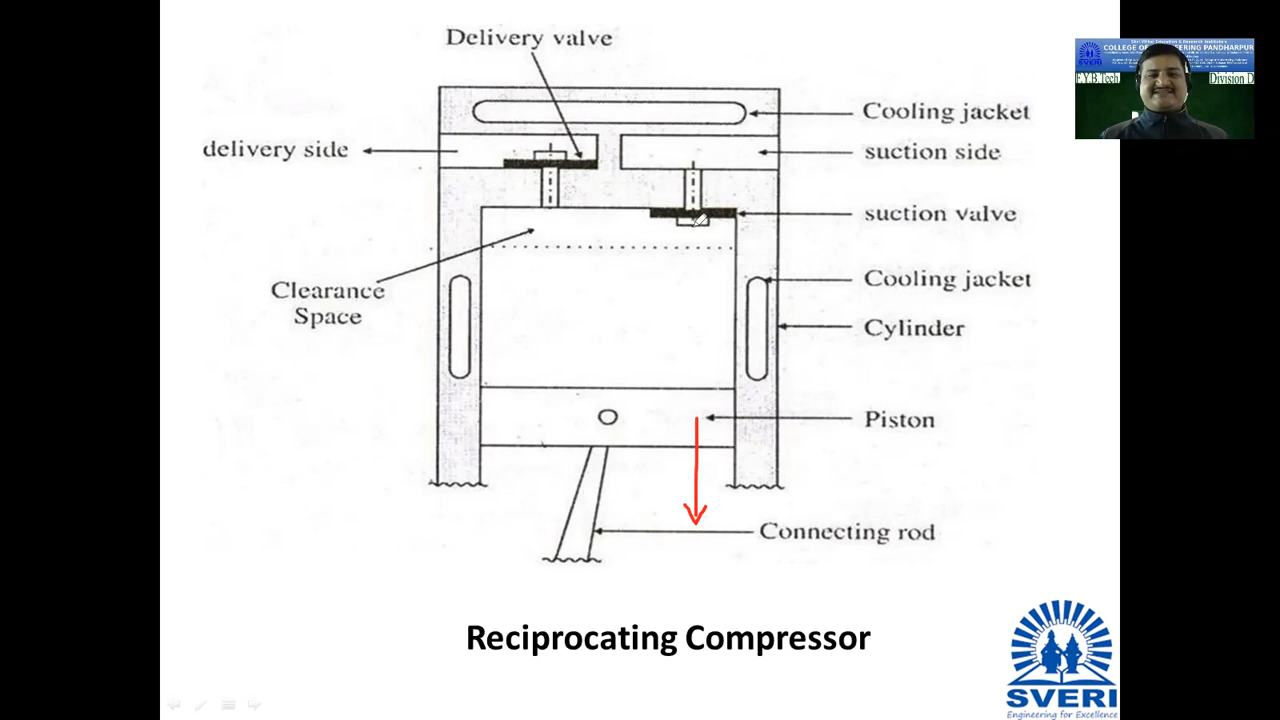 Delivery valve
Cooling jacket
delivery side
suction side
suction valve
Clearance
Space
Cooling jacket
Cylinder
Piston
Connecting rod
Reciprocating Compressor
COLLEGE OF ENGINEERING PANDHARPUR
F.Y.B.Tech
Division D
SVERI
Engineering for Excellence